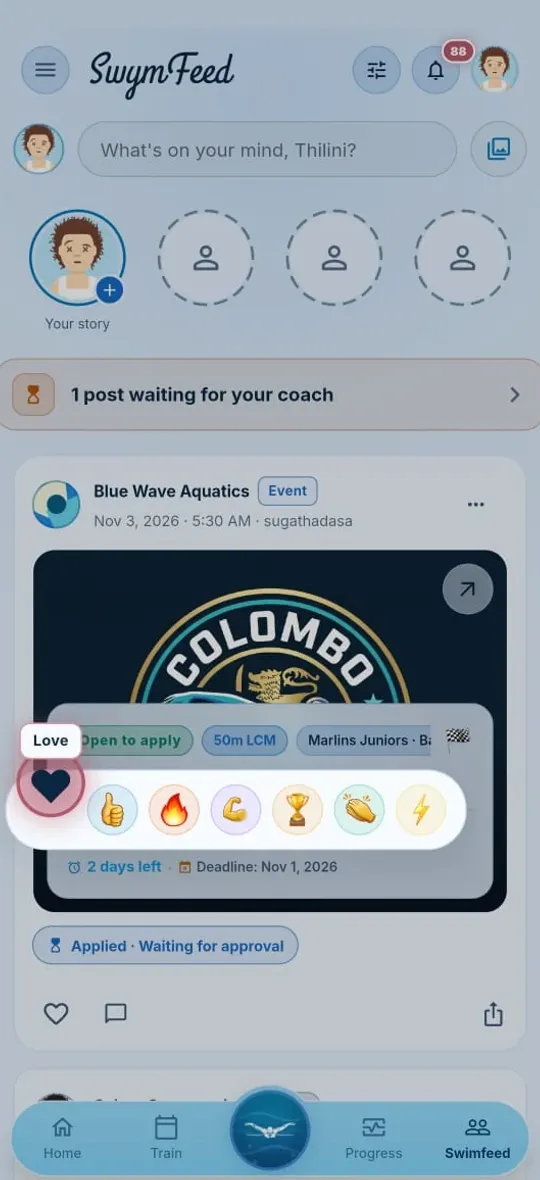 SwymFeed
88
What's on your mind, Thilini?
Your story
1 post waiting for your coach
Blue Wave Aquatics Event
Nov 3, 2026 · 5:30 AM · sugathadasa
COLOMBO
Love
Open to apply 50m LCM Marlins Juniors · Ba
2 days left · Deadline: Nov 1, 2026
Applied · Waiting for approval
Home Train Progress Swimfeed